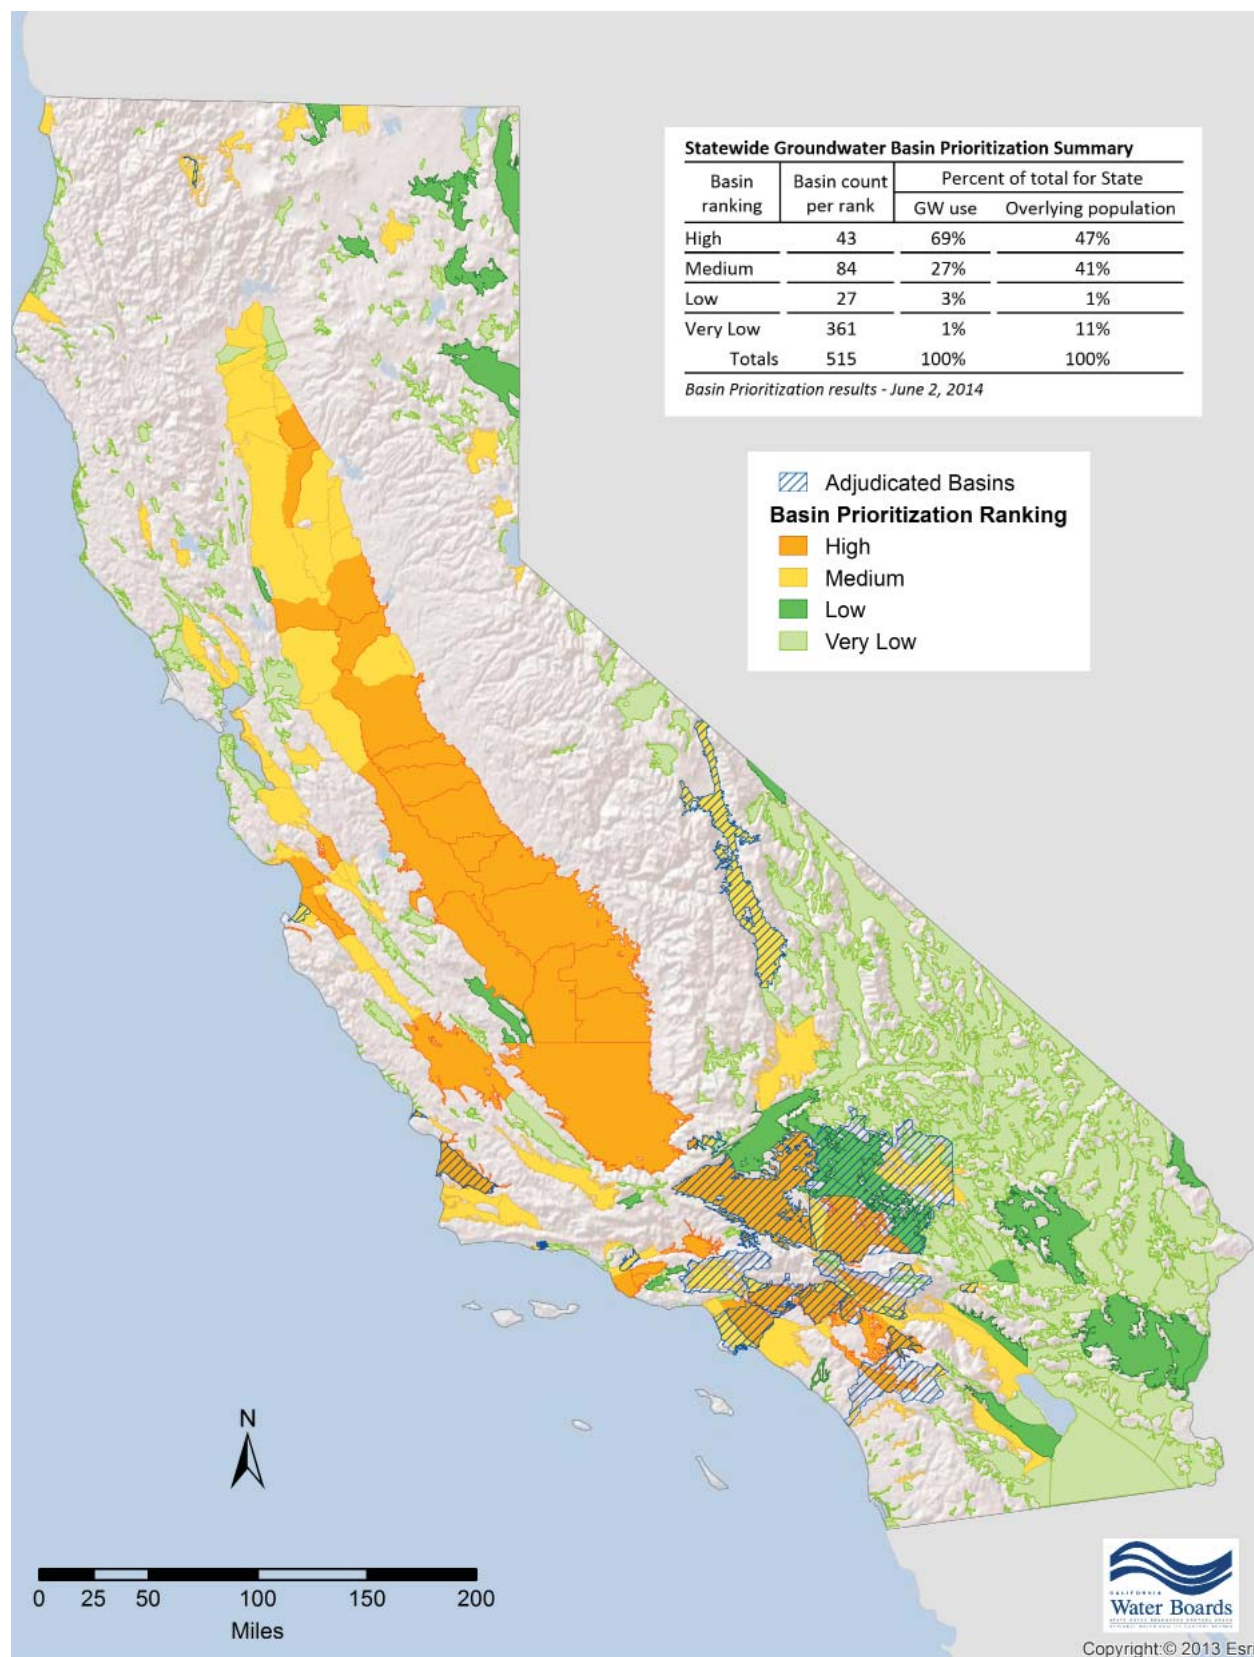 Statewide Groundwater Basin Prioritization Summary
Basin ranking Basin count per rank Percent of total for State
GW use Overlying population
High 43 69% 47%
Medium 84 27% 41%
Low 27 3% 1%
Very Low 361 1% 11%
Totals 515 100% 100%
Basin Prioritization results - June 2, 2014
Adjudicated Basins
Basin Prioritization Ranking
High
Medium
Low
Very Low
N
0 25 50 100 150 200
Miles
CALIFORNIA
Water Boards
Copyright:© 2013 Esri